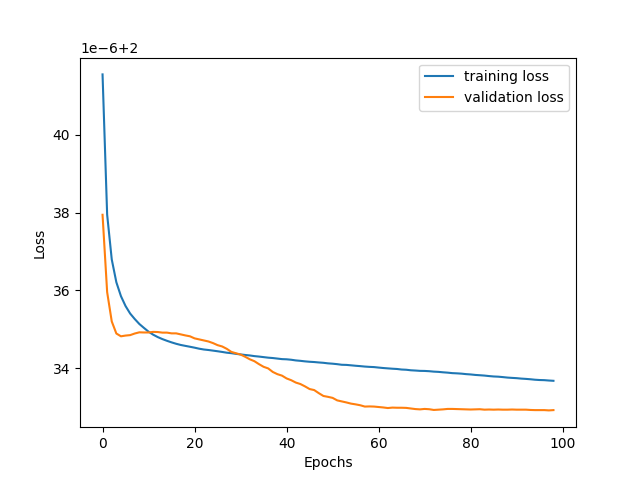 1e−6+2
training loss
validation loss
40
38
36
34
Loss
0 20 40 60 80 100
Epochs